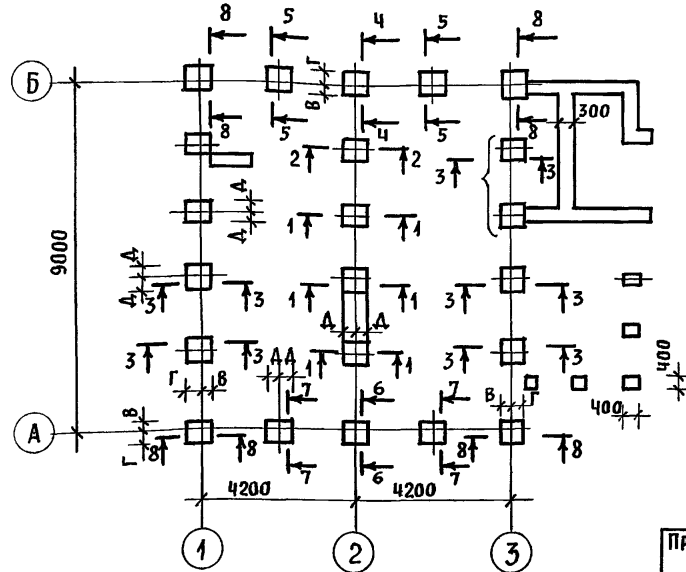 8 5 4 5 8
Б Г В
8 5 4 5 8 300
2 2 3 3
Д Д 1 1
9000
Д Д 3 3 1 1 3 3
Д Д
3 3 Д Д 1 1 3 3 400
Г В 7 6 7 В Г 400
А В Г 8 8 8 8
7 6 7
4200 4200
1 2 3
ПР